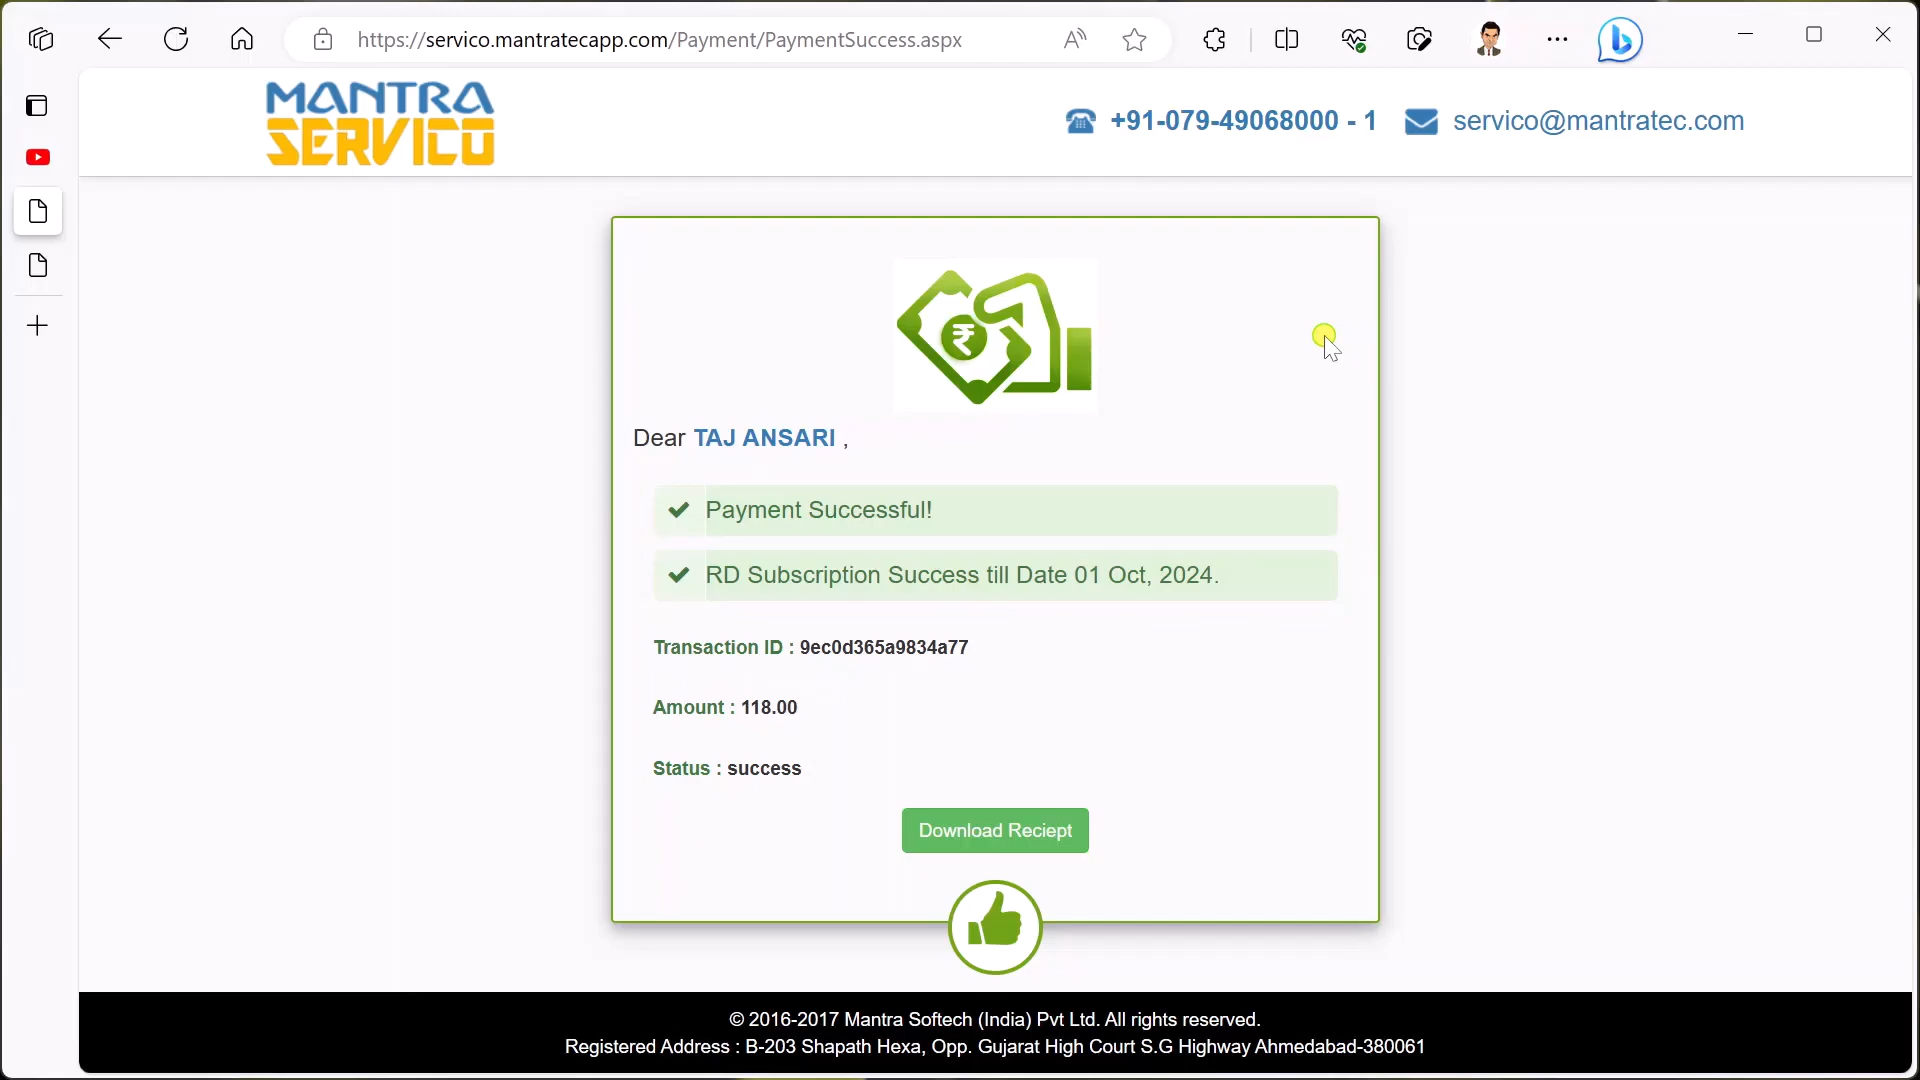 https://servico.mantratecapp.com/Payment/PaymentSuccess.aspx
MANTRA
SERVICO
+91-079-49068000 - 1
servico@mantratec.com
₹
Dear TAJ ANSARI ,
Payment Successful!
RD Subscription Success till Date 01 Oct, 2024.
Transaction ID : 9ec0d365a9834a77
Amount : 118.00
Status : success
Download Reciept
© 2016-2017 Mantra Softech (India) Pvt Ltd. All rights reserved.
Registered Address : B-203 Shapath Hexa, Opp. Gujarat High Court S.G Highway Ahmedabad-380061